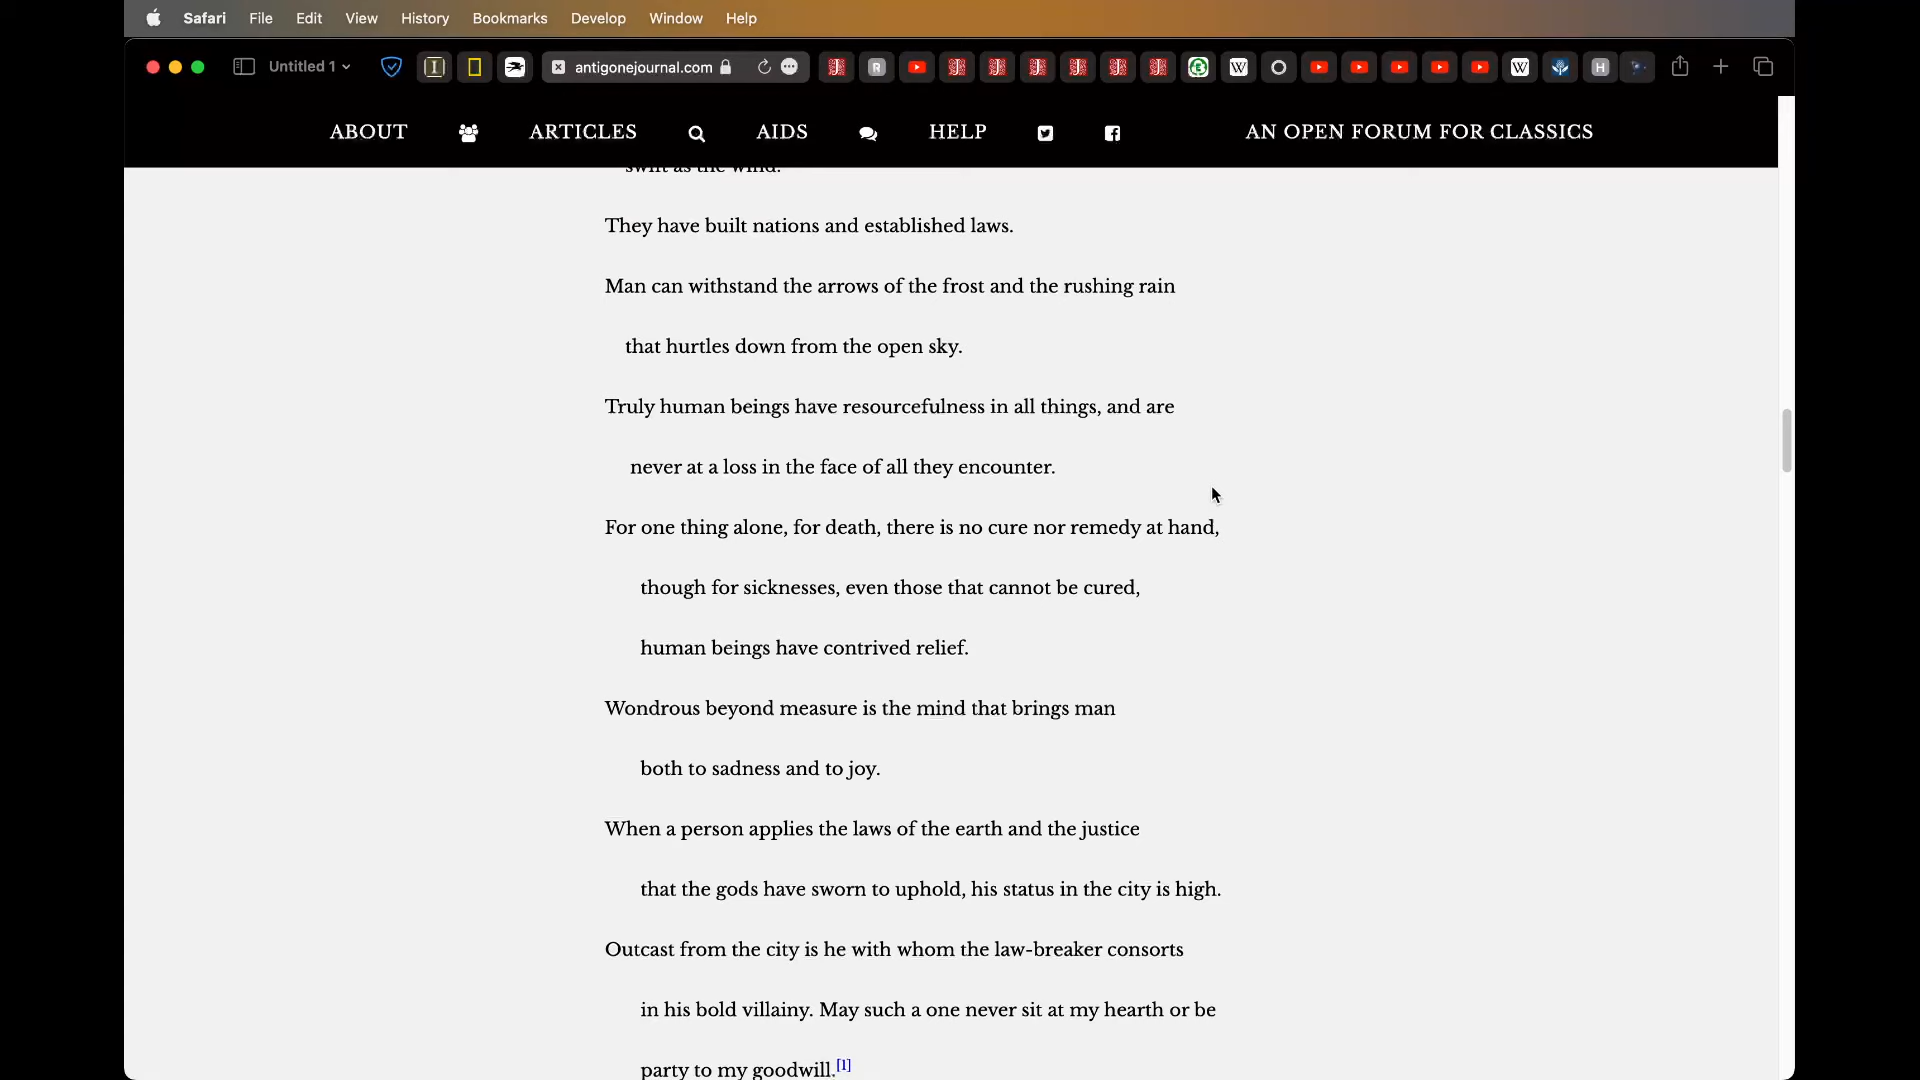 Safari File Edit View History Bookmarks Develop Window Help
Untitled 1 antigonejournal.com
ABOUT ARTICLES AIDS HELP AN OPEN FORUM FOR CLASSICS
swift as the wind.
They have built nations and established laws.
Man can withstand the arrows of the frost and the rushing rain
that hurtles down from the open sky.
Truly human beings have resourcefulness in all things, and are
never at a loss in the face of all they encounter.
For one thing alone, for death, there is no cure nor remedy at hand,
though for sicknesses, even those that cannot be cured,
human beings have contrived relief.
Wondrous beyond measure is the mind that brings man
both to sadness and to joy.
When a person applies the laws of the earth and the justice
that the gods have sworn to uphold, his status in the city is high.
Outcast from the city is he with whom the law-breaker consorts
in his bold villainy. May such a one never sit at my hearth or be
party to my goodwill.[1]